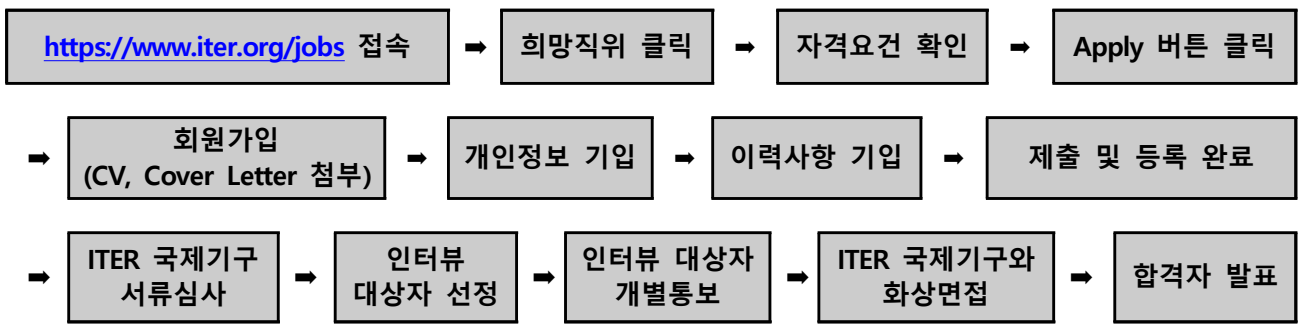 https://www.iter.org/jobs 접속 ➡ 희망직위 클릭 ➡ 자격요건 확인 ➡ Apply 버튼 클릭
➡ 회원가입
(CV, Cover Letter 첨부) ➡ 개인정보 기입 ➡ 이력사항 기입 ➡ 제출 및 등록 완료
➡ ITER 국제기구
서류심사 ➡ 인터뷰
대상자 선정 ➡ 인터뷰 대상자
개별통보 ➡ ITER 국제기구와
화상면접 ➡ 합격자 발표